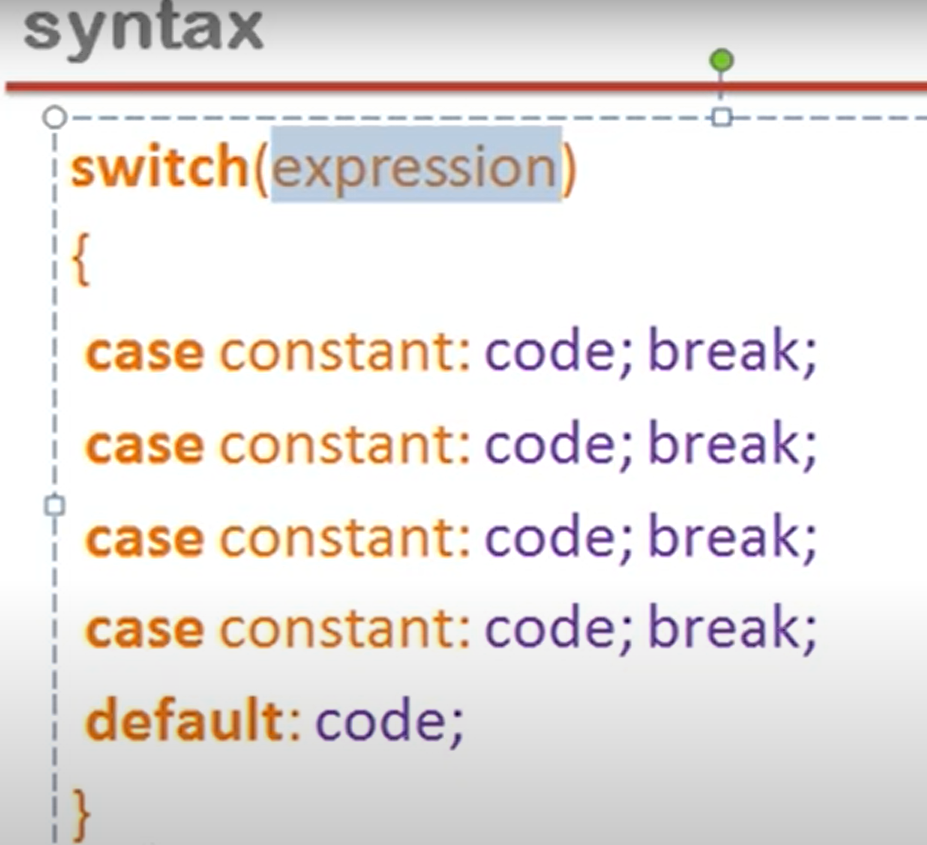 syntax
switch(expression)
{
case constant: code; break;
case constant: code; break;
case constant: code; break;
case constant: code; break;
default: code;
}